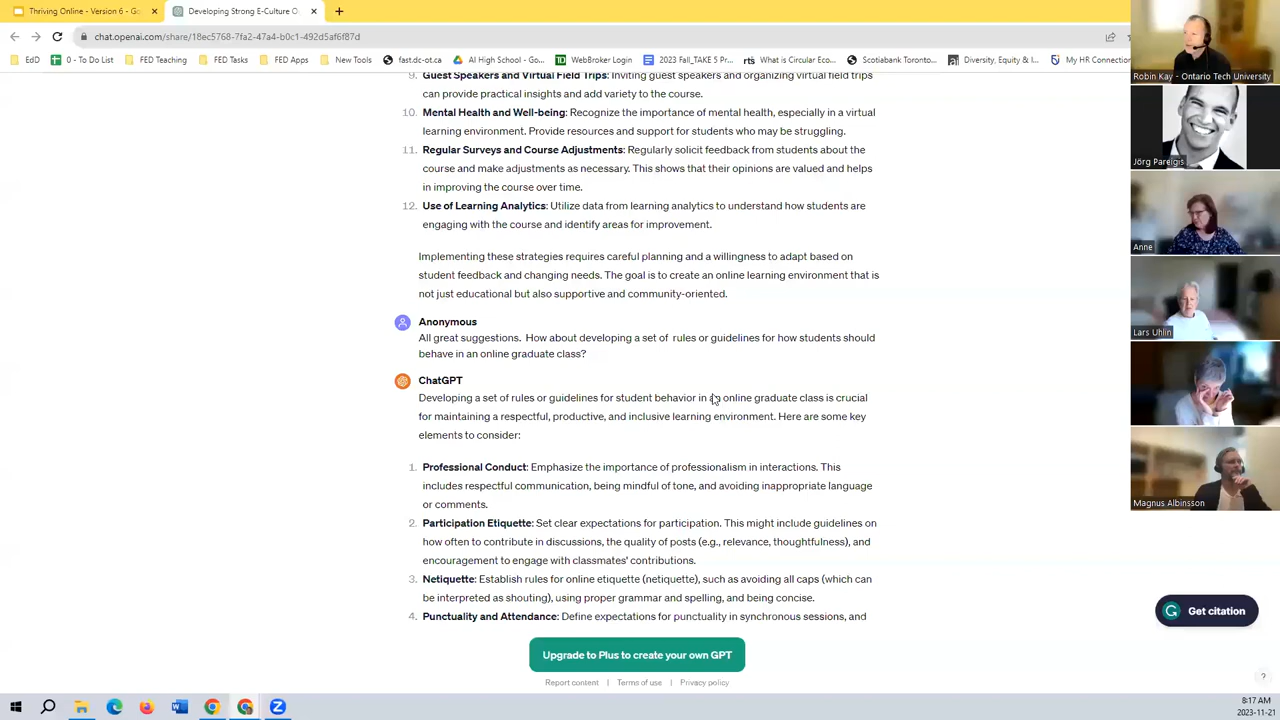 Thriving Online - Version 6 - Go
Developing Strong E-Culture O
chat.openai.com/share/18ec5768-7fa2-47a4-b0c1-492d5af6f87d
EdD
0 - To Do List
FED Teaching
FED Tasks
FED Apps
New Tools
fast.dc-of.ca
AI High School - Go...
WebBroker Login
2023 Fall_TAKE 5 Pr...
What is Circular Eco...
Scotiabank Toronto...
Diversity, Equity & I...
My HR Connection
9. Guest Speakers and Virtual Field Trips: Inviting guest speakers and organizing virtual field trips
can provide practical insights and add variety to the course.
10. Mental Health and Well-being: Recognize the importance of mental health, especially in a virtual
learning environment. Provide resources and support for students who may be struggling.
11. Regular Surveys and Course Adjustments: Regularly solicit feedback from students about the
course and make adjustments as necessary. This shows that their opinions are valued and helps
in improving the course over time.
12. Use of Learning Analytics: Utilize data from learning analytics to understand how students are
engaging with the course and identify areas for improvement.
Implementing these strategies requires careful planning and a willingness to adapt based on
student feedback and changing needs. The goal is to create an online learning environment that is
not just educational but also supportive and community-oriented.
Anonymous
All great suggestions. How about developing a set of rules or guidelines for how students should
behave in an online graduate class?
ChatGPT
Developing a set of rules or guidelines for student behavior in an online graduate class is crucial
for maintaining a respectful, productive, and inclusive learning environment. Here are some key
elements to consider:
1. Professional Conduct: Emphasize the importance of professionalism in interactions. This
includes respectful communication, being mindful of tone, and avoiding inappropriate language
or comments.
2. Participation Etiquette: Set clear expectations for participation. This might include guidelines on
how often to contribute in discussions, the quality of posts (e.g., relevance, thoughtfulness), and
encouragement to engage with classmates' contributions.
3. Netiquette: Establish rules for online etiquette (netiquette), such as avoiding all caps (which can
be interpreted as shouting), using proper grammar and spelling, and being concise.
4. Punctuality and Attendance: Define expectations for punctuality in synchronous sessions, and
Upgrade to Plus to create your own GPT
Report content | Terms of use | Privacy policy
Get citation
?
Robin Kay - Ontario Tech University
Jörg Pareigis
Anne
Lars Uhlin
Magnus Albinsson
8:17 AM
2023-11-21